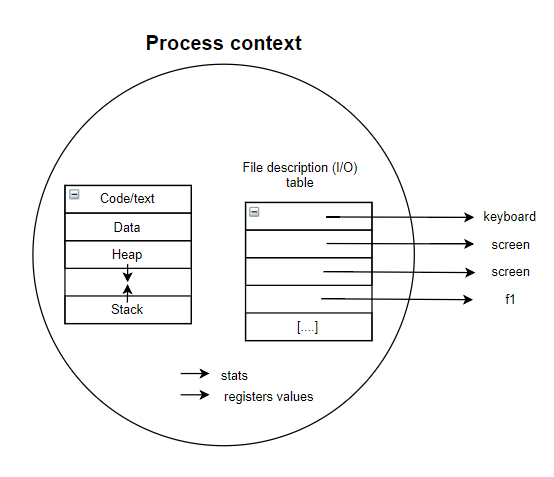 Process context
File description (I/O)
table
Code/text
Data
Heap
Stack
keyboard
screen
screen
f1
[....]
stats
registers values